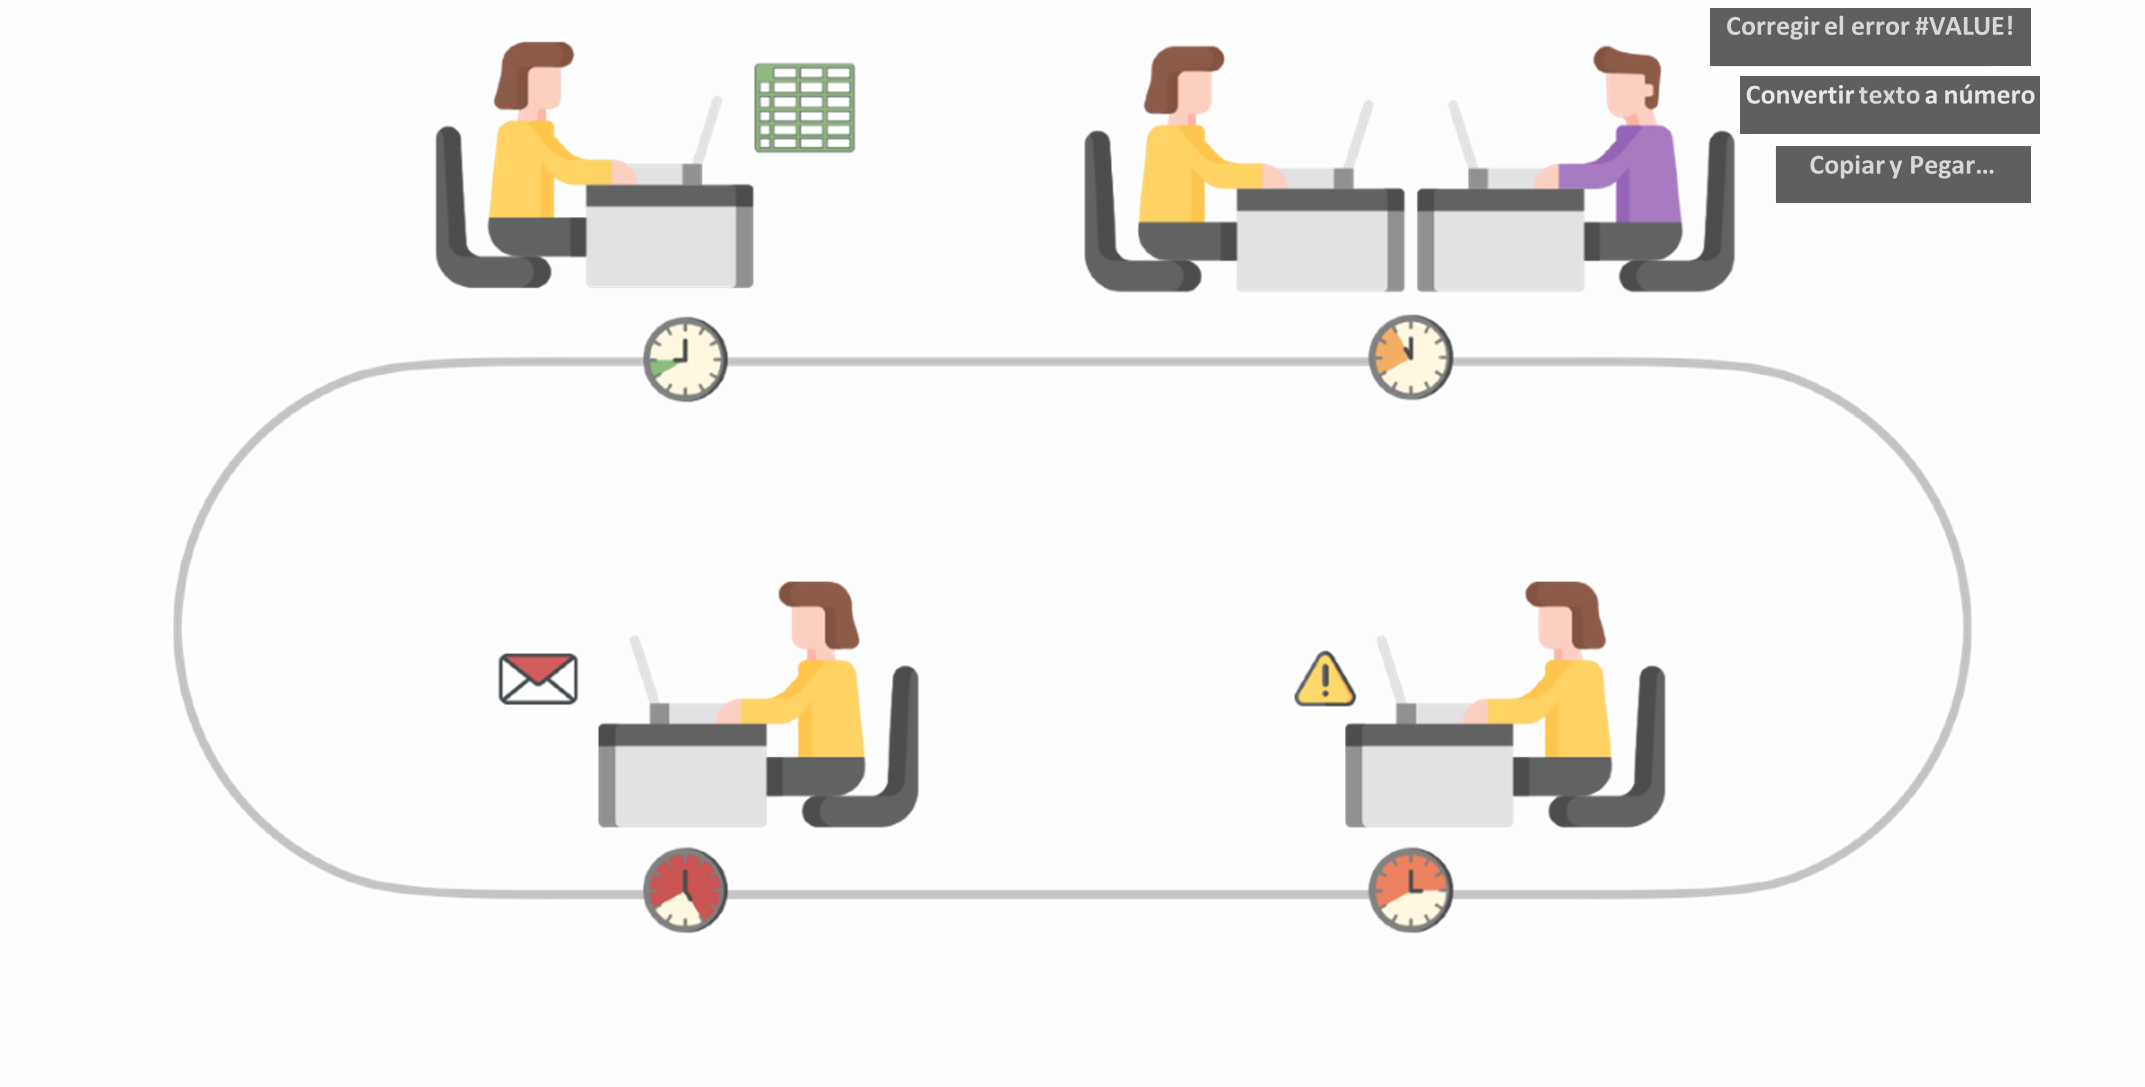 Corregir el error #VALUE!
Convertir texto a número
Copiar y Pegar...